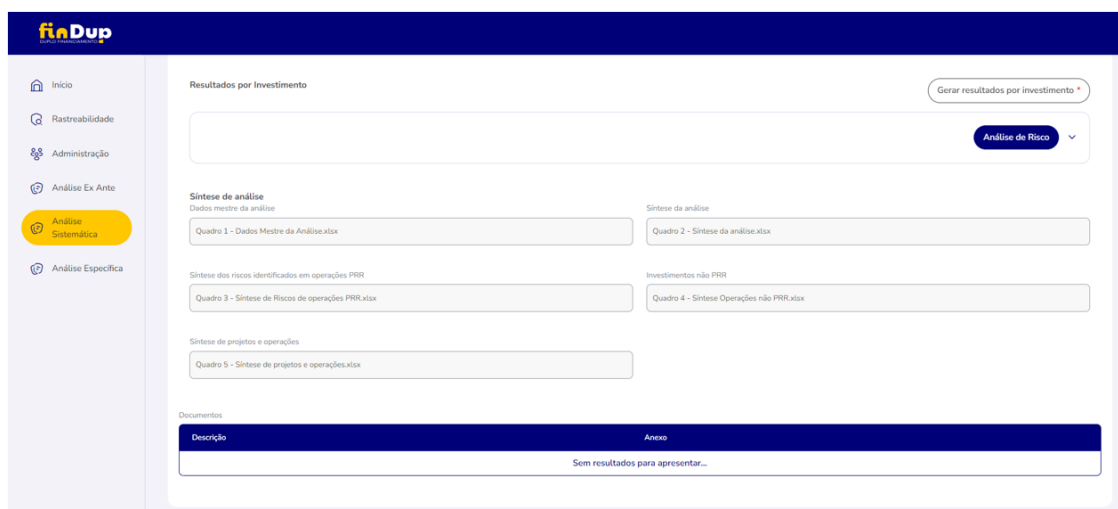 finDup
DUPLO FINANCIAMENTO
Início
Rastreabilidade
Administração
Análise Ex Ante
Análise
Sistemática
Análise Específica
Resultados por Investimento
Gerar resultados por investimento *
Análise de Risco
Síntese de análise
Dados mestre da análise
Síntese da análise
Quadro 1 - Dados Mestre da Análise.xlsx
Quadro 2 - Síntese da análise.xlsx
Síntese dos riscos identificados em operações PRR
Investimentos não PRR
Quadro 3 - Síntese de Riscos de operações PRR.xlsx
Quadro 4 - Síntese Operações não PRR.xlsx
Síntese de projetos e operações
Quadro 5 - Síntese de projetos e operações.xlsx
Documentos
Descrição
Anexo
Sem resultados para apresentar...